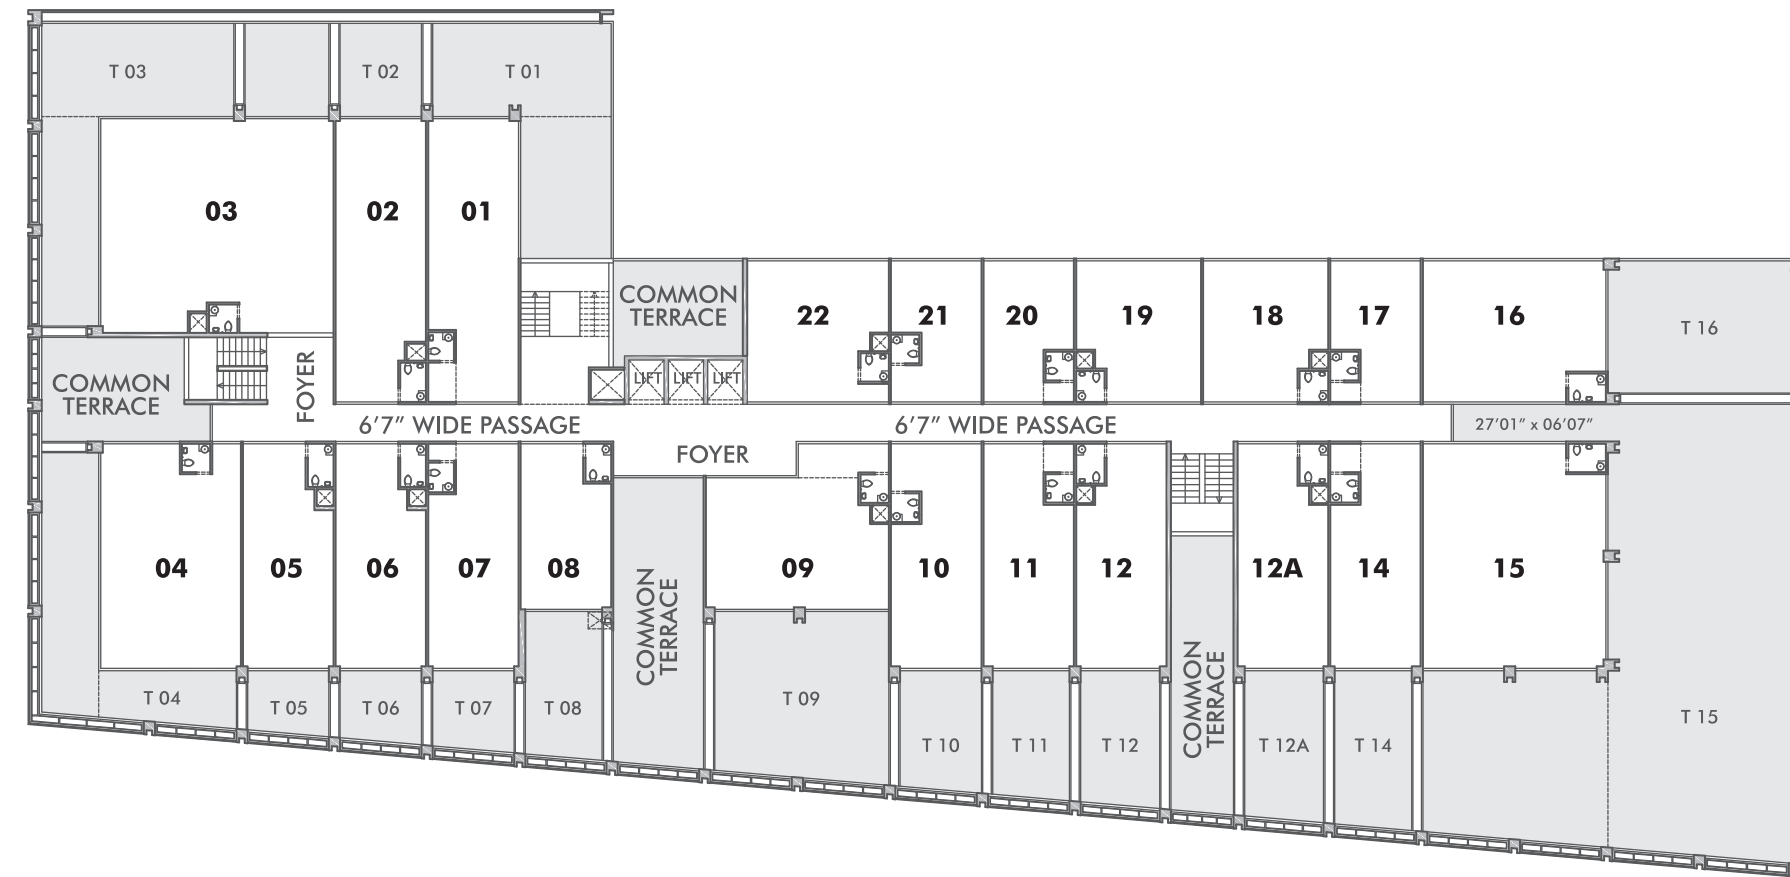 T 03
T 02
T 01
03
02
01
COMMON
TERRACE
22
21
20
19
18
17
16
T 16
FOYER
COMMON
TERRACE
LIFT
LIFT
LIFT
6'7" WIDE PASSAGE
6'7" WIDE PASSAGE
27'01" x 06'07"
FOYER
04
05
06
07
08
COMMON
TERRACE
09
10
11
12
12A
14
15
COMMON
TERRACE
T 04
T 05
T 06
T 07
T 08
T 09
T 10
T 11
T 12
T 12A
T 14
T 15